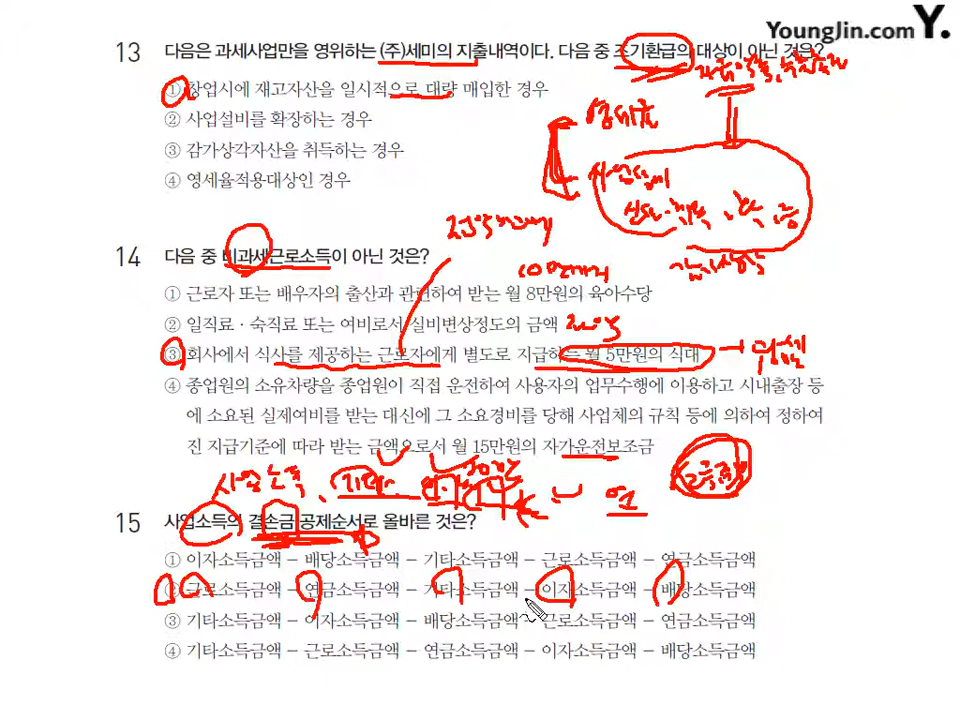 YoungJin.com Y.
13 다음은 과세사업만을 영위하는 (주)세미의 지출내역이다. 다음 중 조기환급의 대상이 아닌 것은?
① 창업시에 재고자산을 일시적으로 대량 매입한 경우
② 사업설비를 확장하는 경우
③ 감가상각자산을 취득하는 경우
④ 영세율적용대상인 경우
영세율
사업설비
14 다음 중 비과세근로소득이 아닌 것은?
① 근로자 또는 배우자의 출산과 관련하여 받는 월 8만원의 육아수당
② 일직료·숙직료 또는 여비로서 실비변상정도의 금액
③ 회사에서 식사를 제공하는 근로자에게 별도로 지급하는 월 5만원의 식대
④ 종업원의 소유차량을 종업원이 직접 운전하여 사용자의 업무수행에 이용하고 시내출장 등
에 소요된 실제여비를 받는 대신에 그 소요경비를 당해 사업체의 규칙 등에 의하여 정하여
진 지급기준에 따라 받는 금액으로서 월 15만원의 자가운전보조금
사업소득
15 사업소득의 결손금 공제순서로 올바른 것은?
① 이자소득금액 – 배당소득금액 – 기타소득금액 – 근로소득금액 – 연금소득금액
② 근로소득금액 – 연금소득금액 – 기타소득금액 – 이자소득금액 – 배당소득금액
③ 기타소득금액 – 이자소득금액 – 배당소득금액 – 근로소득금액 – 연금소득금액
④ 기타소득금액 – 근로소득금액 – 연금소득금액 – 이자소득금액 – 배당소득금액